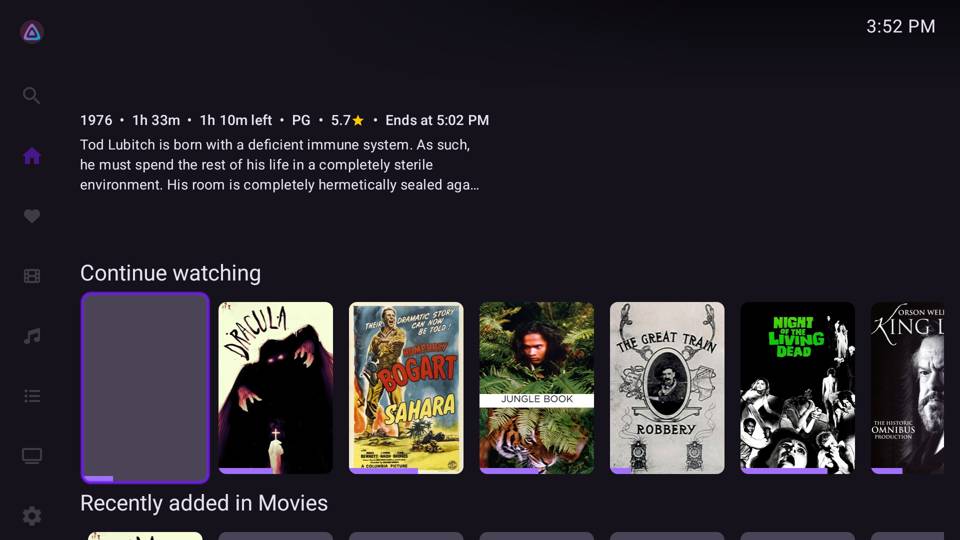 3:52 PM
1976 • 1h 33m • 1h 10m left • PG • 5.7★ • Ends at 5:02 PM
Tod Lubitch is born with a deficient immune system. As such,
he must spend the rest of his life in a completely sterile
environment. His room is completely hermetically sealed aga...
Continue watching
DRACULA
THEIR DRAMATIC STORY
CAN NOW
BE TOLD!
HUMPHREY
BOGART
SAHARA
A COLUMBIA PICTURE
JUNGLE BOOK
THE GREAT TRAIN
ROBBERY
NIGHT
OF THE
LIVING
DEAD
ORSON WEL
KING L
THE HISTORIC
OMNIBUS
PRODUCTION
Recently added in Movies